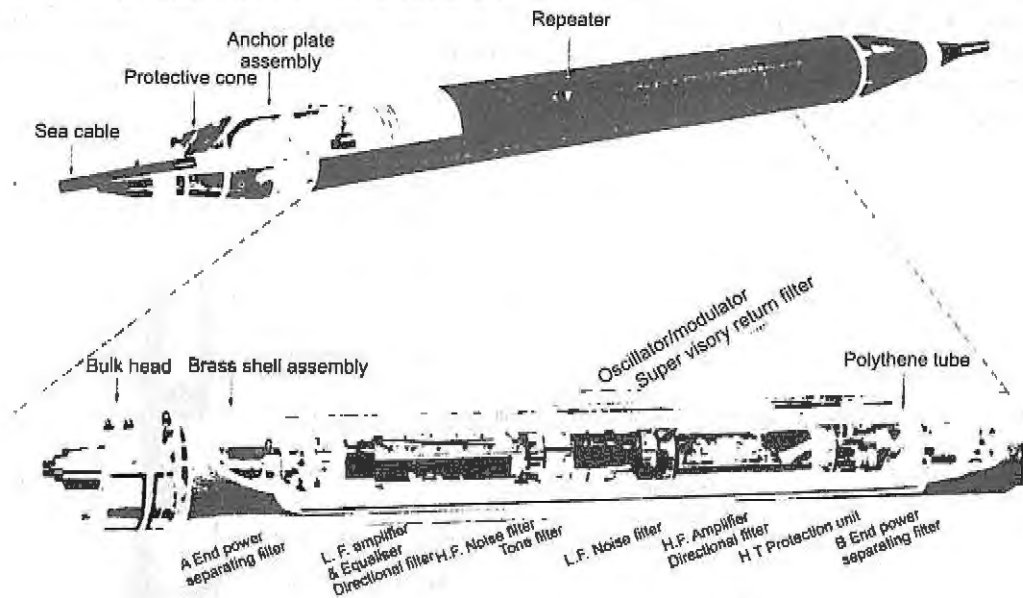 Repeater
Anchor plate
assembly
Protective cone
Sea cable
Oscillator/modulator
Super visory return filter
Bulk head
Brass shell assembly
Polythene tube
A End power
separating filter
L. F. amplifier
& Equaliser
Directional filter
H.F. Noise filter
Tone filter
L.F. Noise filter
H.F. Amplifier
Directional filter
H T Protection unit
B End power
separating filter